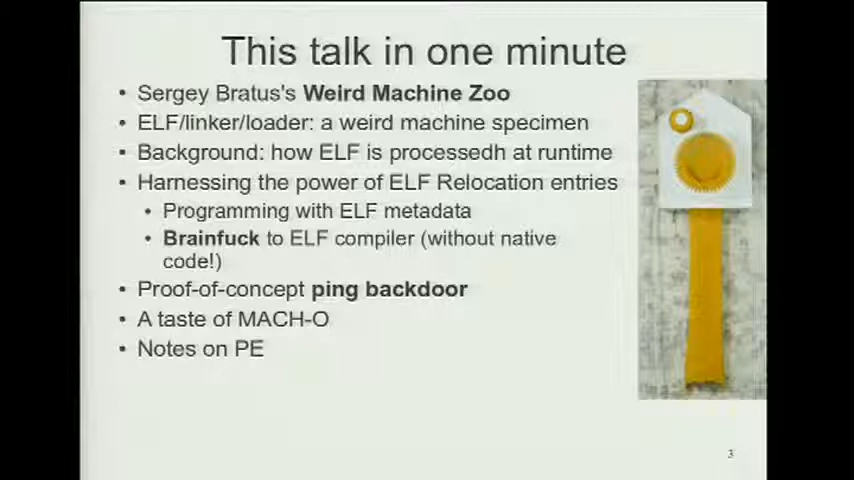 This talk in one minute
• Sergey Bratus's Weird Machine Zoo
• ELF/linker/loader: a weird machine specimen
• Background: how ELF is processedh at runtime
• Harnessing the power of ELF Relocation entries
• Programming with ELF metadata
• Brainfuck to ELF compiler (without native
code!)
• Proof-of-concept ping backdoor
• A taste of MACH-O
• Notes on PE
3